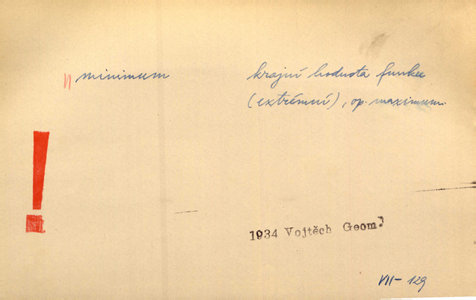 minimum
krajní hodnota funkce
(extrémní), op. maximum.
!
1934 Vojtěch Geom.
VII-129